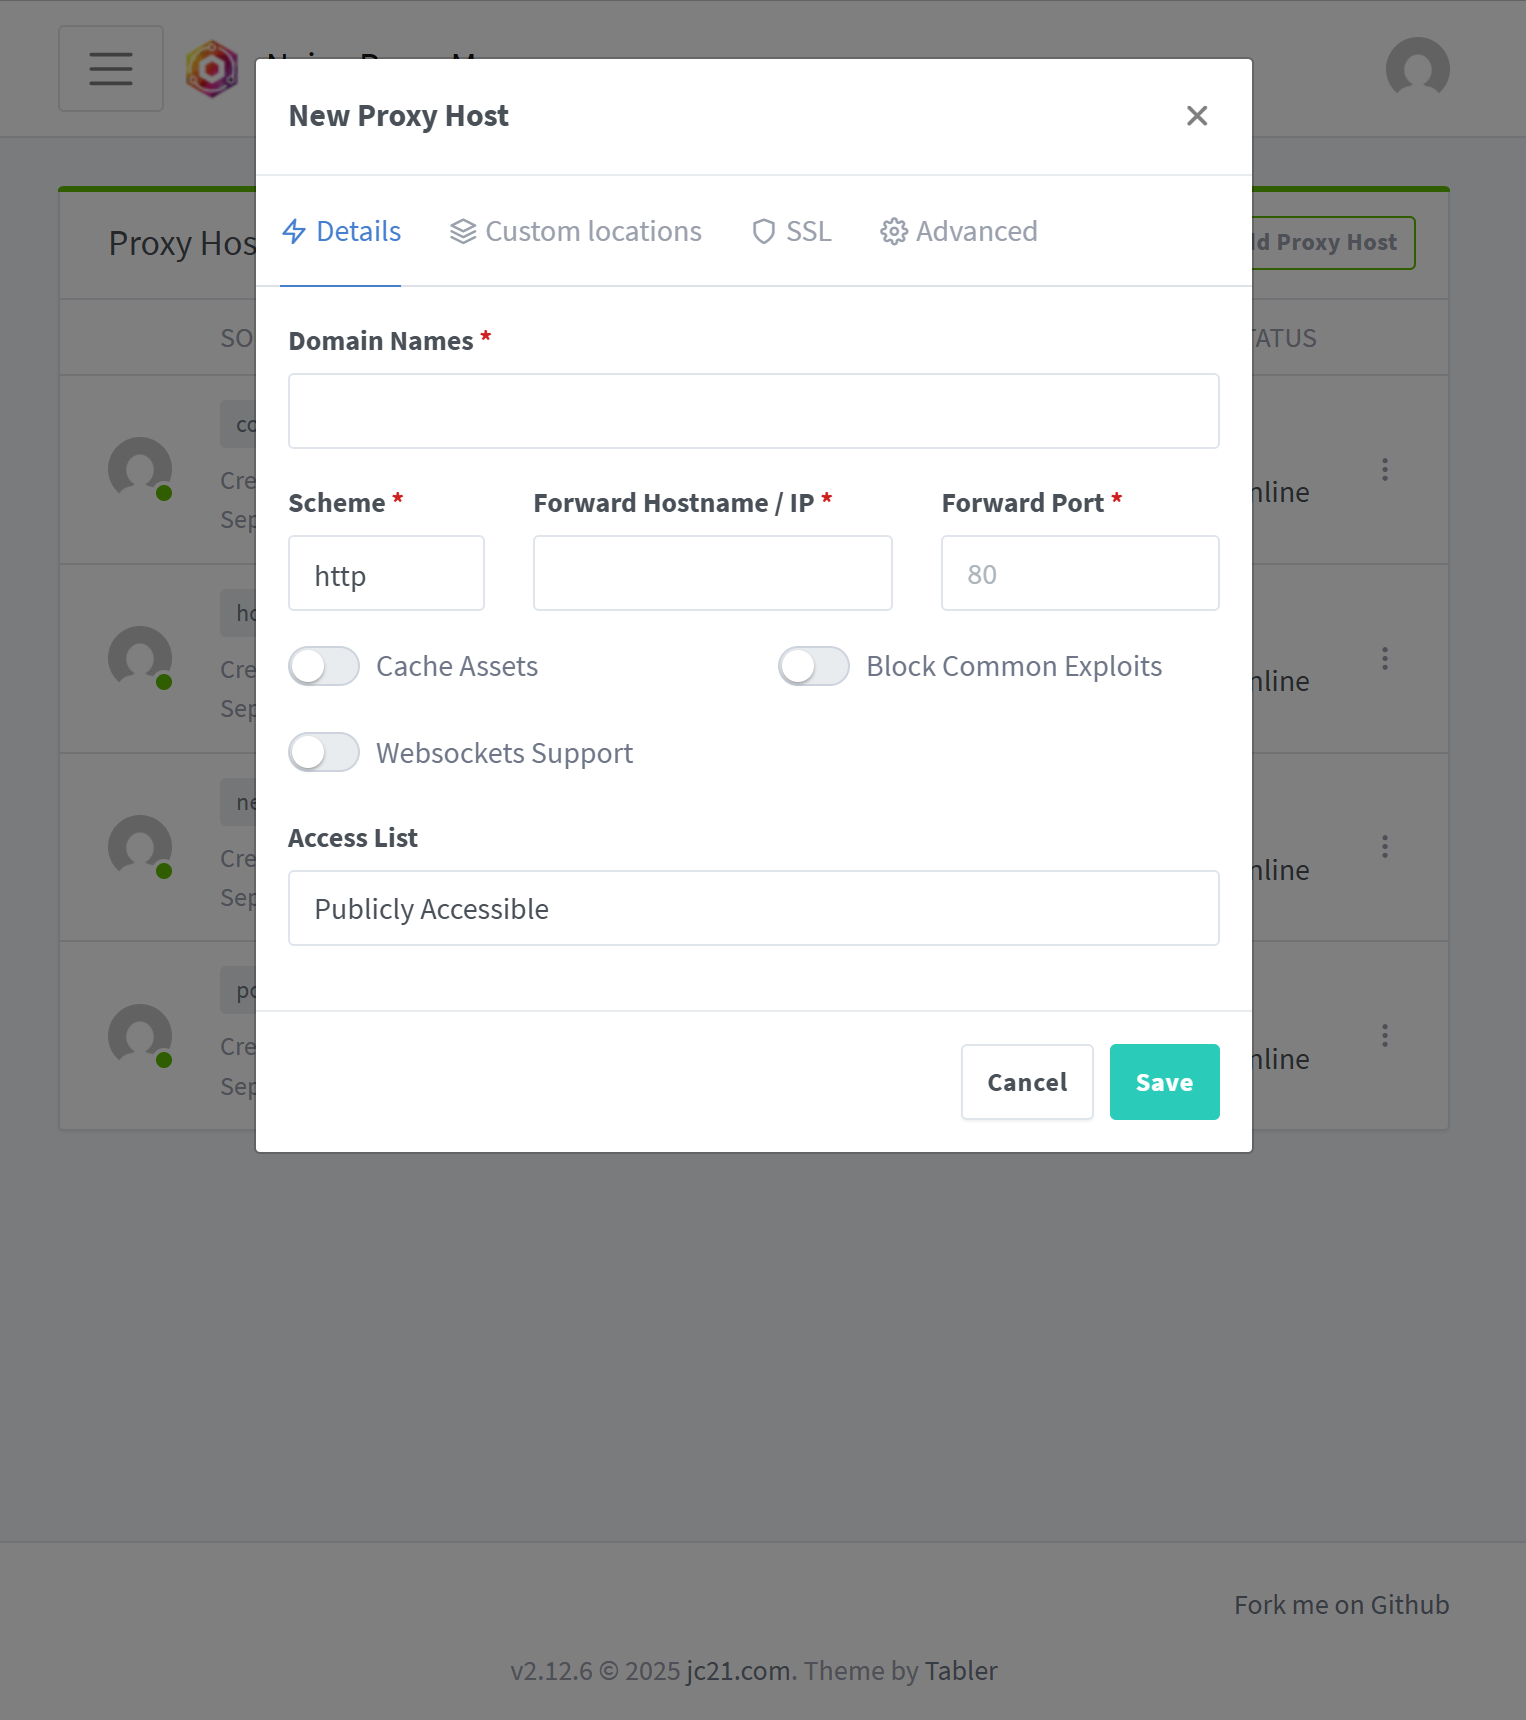 New Proxy Host
Details Custom locations SSL Advanced
Proxy Hos
ld Proxy Host
SO
TATUS
Domain Names *
co
Cre
Sep
nline
Scheme * Forward Hostname / IP * Forward Port *
http 80
Cache Assets Block Common Exploits
ho
Cre
Sep
nline
Websockets Support
ne
Cre
Sep
nline
Access List
Publicly Accessible
po
Cre
Sep
nline
Cancel Save
Fork me on Github
v2.12.6 © 2025 jc21.com. Theme by Tabler